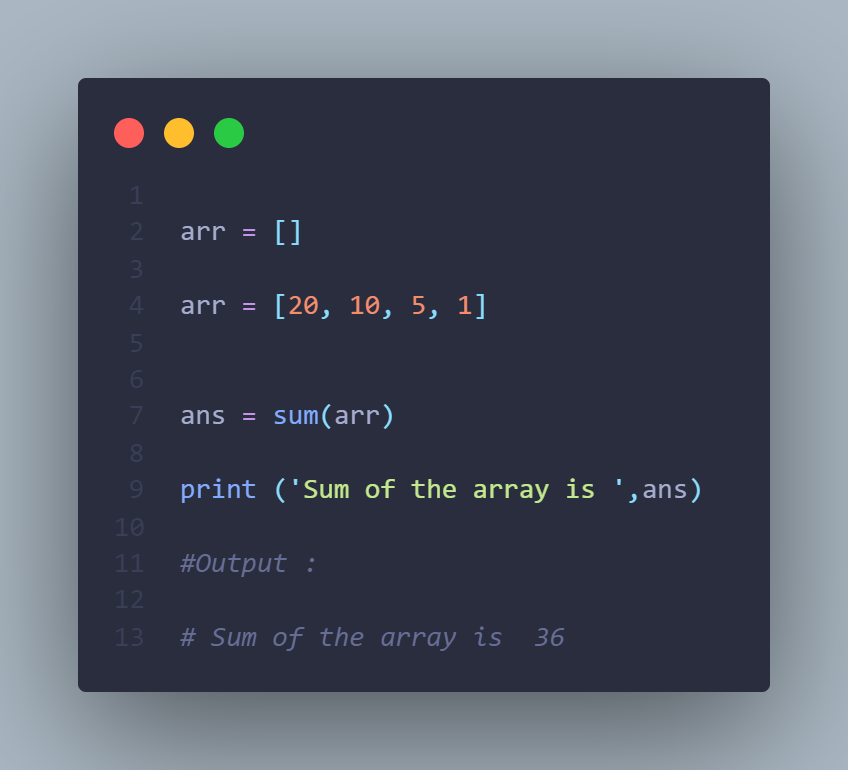 1
2 arr = []
3
4 arr = [20, 10, 5, 1]
5
6
7 ans = sum(arr)
8
9 print ('Sum of the array is ',ans)
10
11 #Output :
12
13 # Sum of the array is  36